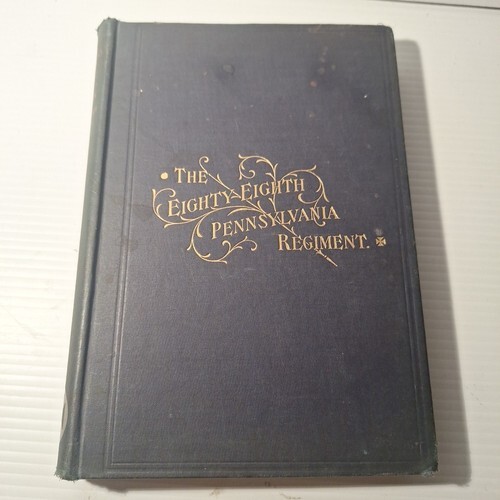 THE
EIGHTY-EIGHTH
PENNSYLVANIA
REGIMENT.